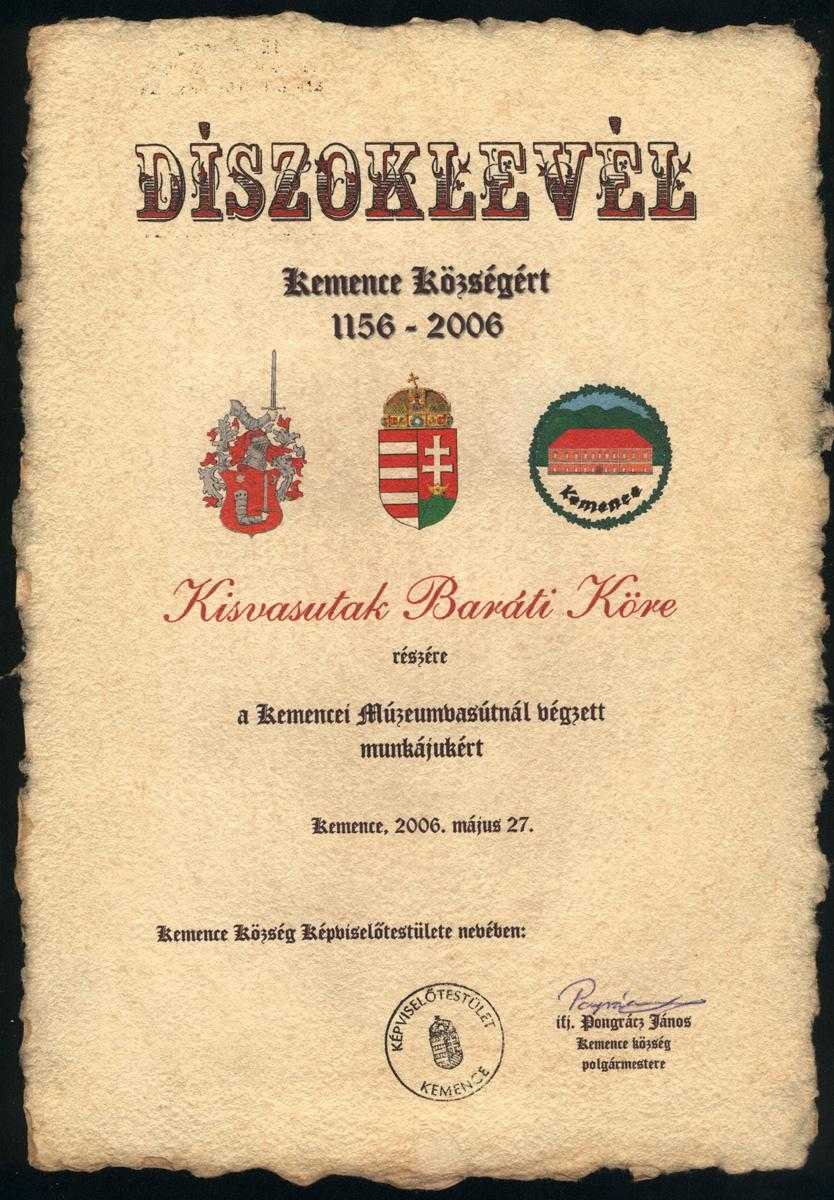 DÍSZOKLEVÉL
Kemence Községért
1156 - 2006
Kemence
Kisvasutak Baráti Köre
részére
a Kemencei Múzeumvasútnál végzett
munkájukért
Kemence, 2006. május 27.
Kemence Község Képviselőtestülete nevében:
KÉPVISELŐTESTÜLET
KEMENCE
ifj. Pongrácz János
Kemence község
polgármestere